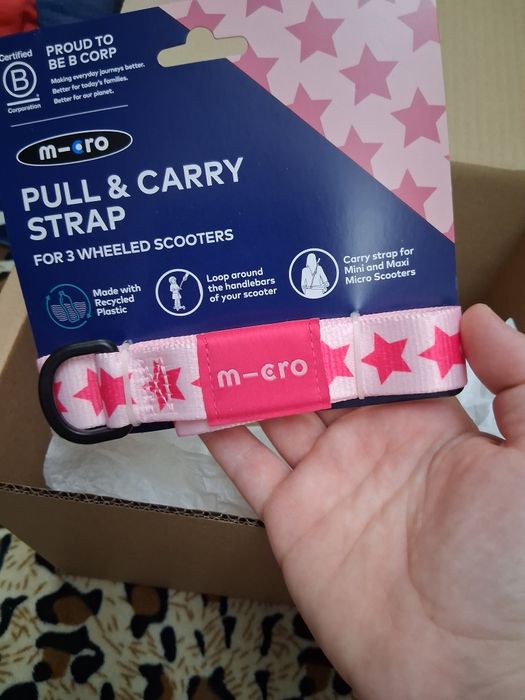 Certified
B
Corporation
PROUD TO
BE B CORP
Making everyday journeys better.
Better for today's families.
Better for our planet.
m-cro
PULL & CARRY
STRAP
FOR 3 WHEELED SCOOTERS
Made with
Recycled
Plastic
Loop around
the handlebars
of your scooter
Carry strap for
Mini and Maxi
Micro Scooters
m-cro